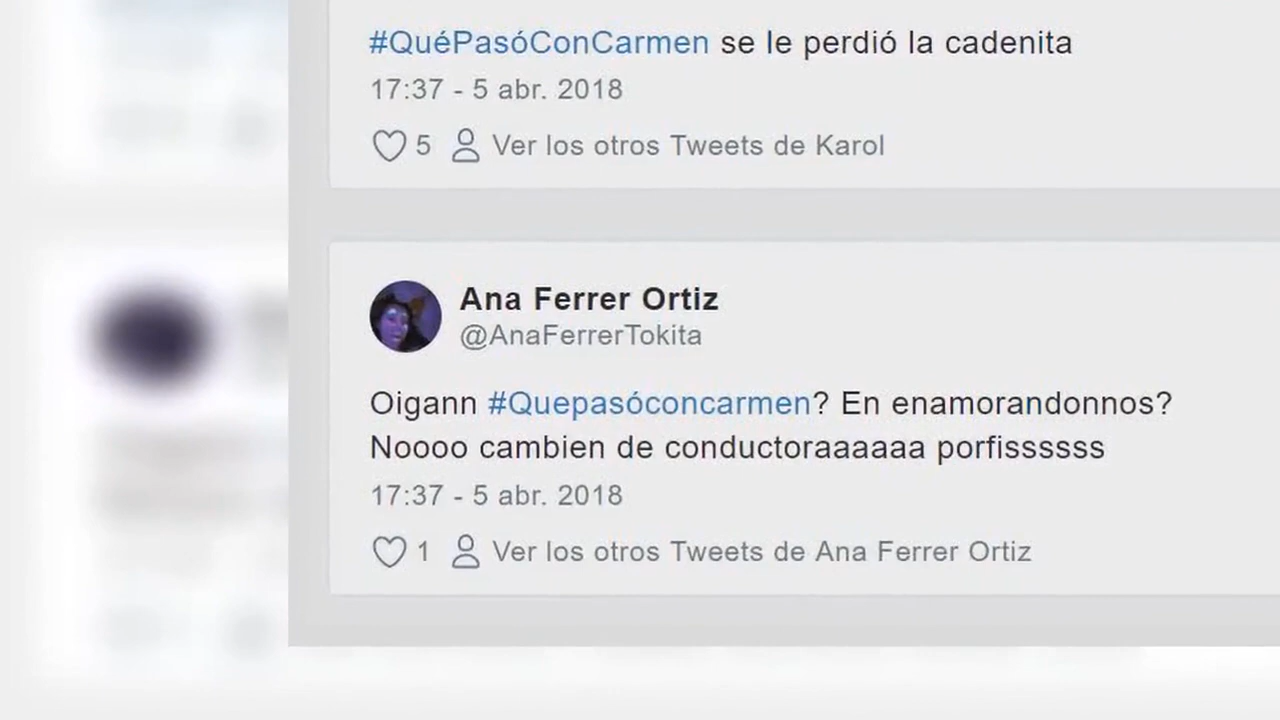 #QuéPasóConCarmen se le perdió la cadenita
17:37 - 5 abr. 2018
5 Ver los otros Tweets de Karol
Ana Ferrer Ortiz
@AnaFerrerTokita
Oigann #Quepasóconcarmen? En enamorandonnos?
Noooo cambien de conductoraaaaaa porfissssss
17:37 - 5 abr. 2018
1 Ver los otros Tweets de Ana Ferrer Ortiz